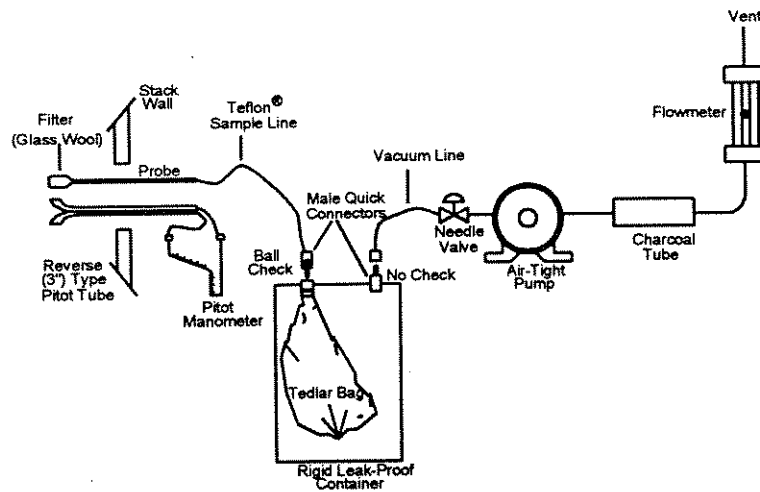 Vent
Stack
Wall
Teflon®
Sample Line
Filter
(Glass Wool)
Flowmeter
Probe
Vacuum Line
Male Quick
Connectors
Needle
Valve
Charcoal
Tube
Ball
Check
No Check
Air-Tight
Pump
Reverse
(3") Type
Pitot Tube
Pitot
Manometer
Tedlar Bag
Rigid Leak-Proof
Container